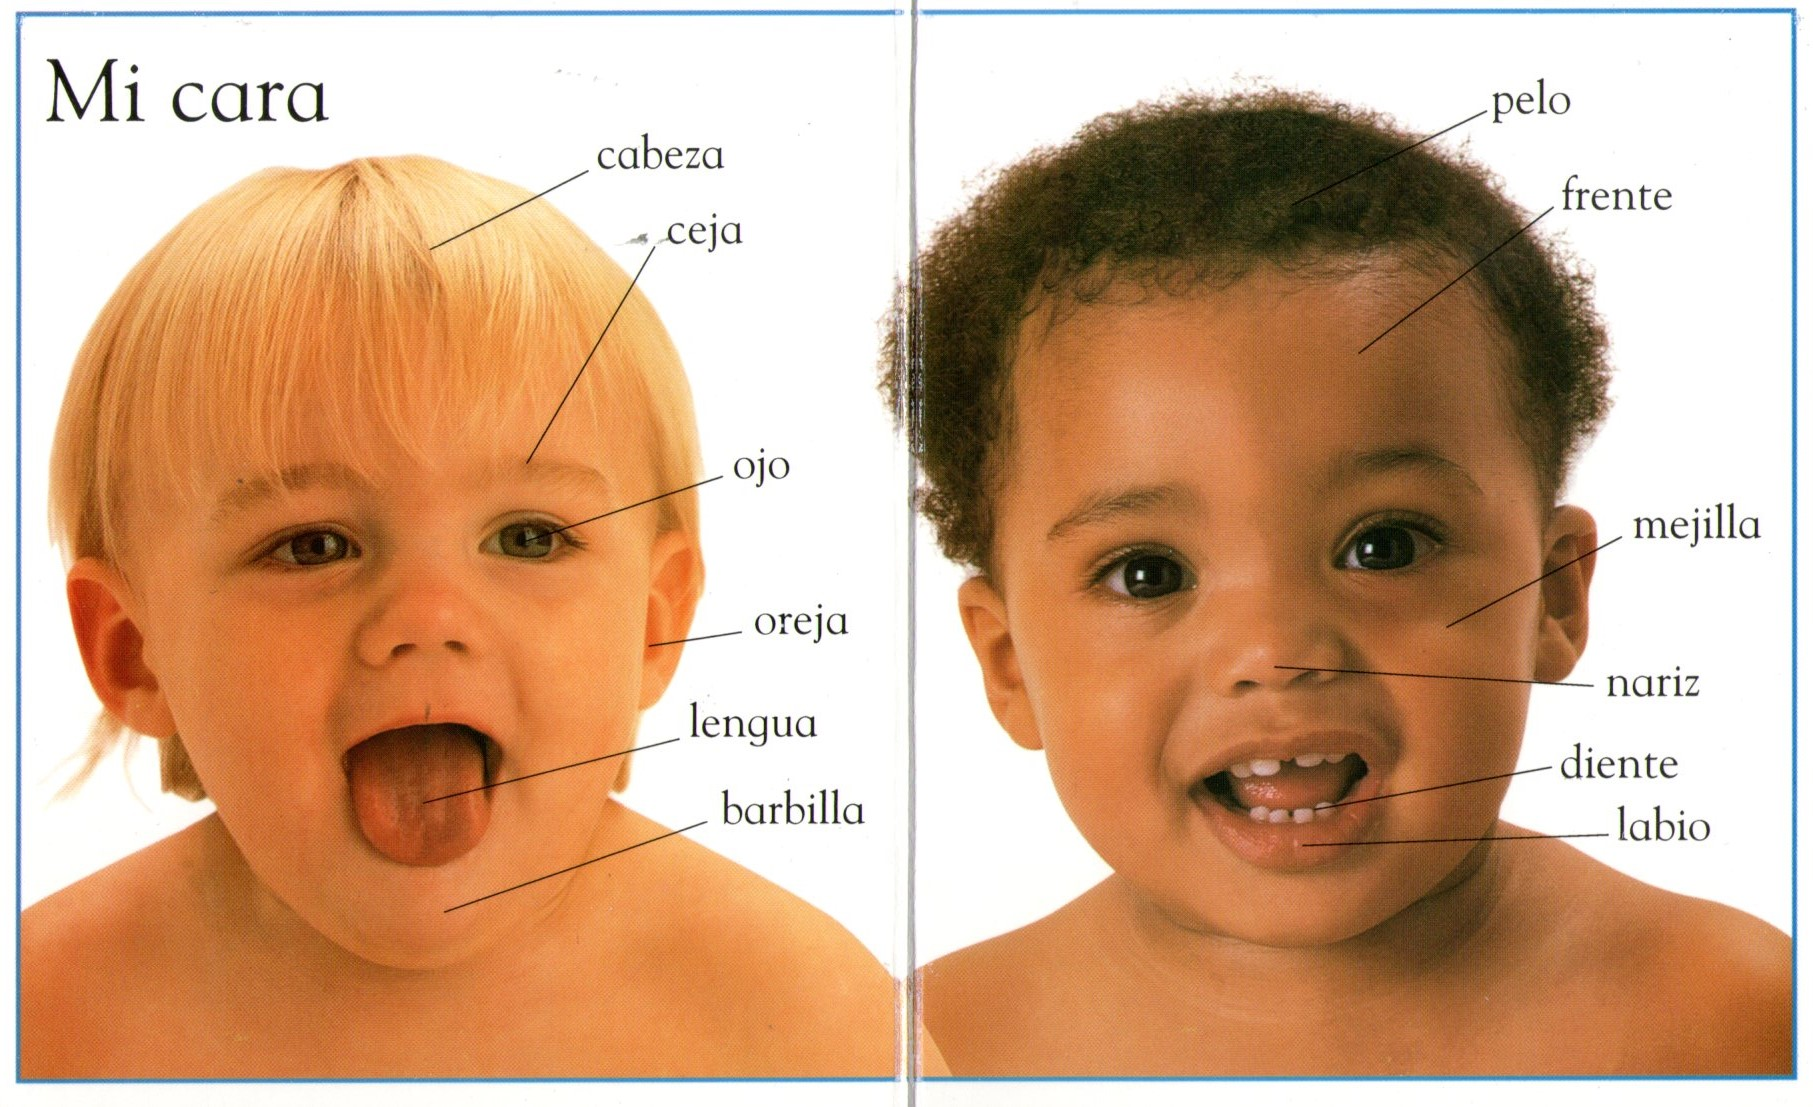 Mi cara
cabeza
ceja
ojo
oreja
lengua
barbilla
pelo
frente
mejilla
nariz
diente
labio